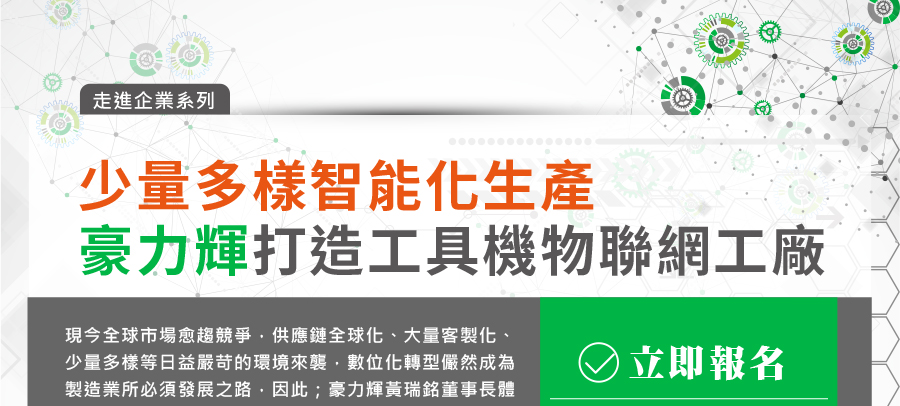 走進企業系列
少量多樣智能化生產
豪力輝打造工具機物聯網工廠
現今全球市場愈趨競爭，供應鏈全球化、大量客製化、
少量多樣等日益嚴苛的環境來襲，數位化轉型儼然成為
製造業所必須發展之路，因此；豪力輝黃瑞銘董事長體
立即報名